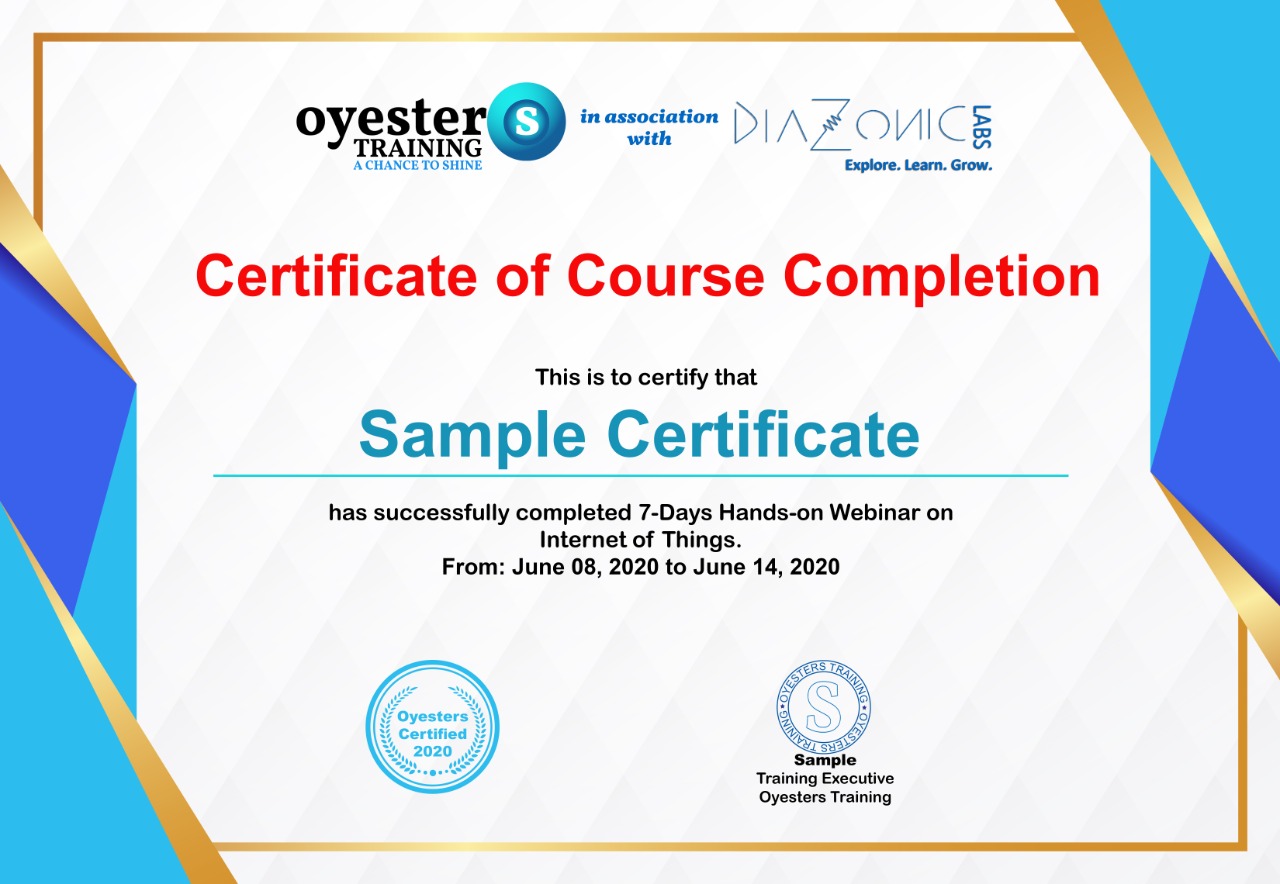 oyester S
TRAINING
A CHANCE TO SHINE
in association
with
DIAZONIC LABS
Explore. Learn. Grow.
Certificate of Course Completion
This is to certify that
Sample Certificate
has successfully completed 7-Days Hands-on Webinar on
Internet of Things.
From: June 08, 2020 to June 14, 2020
Oyesters
Certified
2020
OYESTERS TRAINING
S
OYESTERS TRAINING
Sample
Training Executive
Oyesters Training